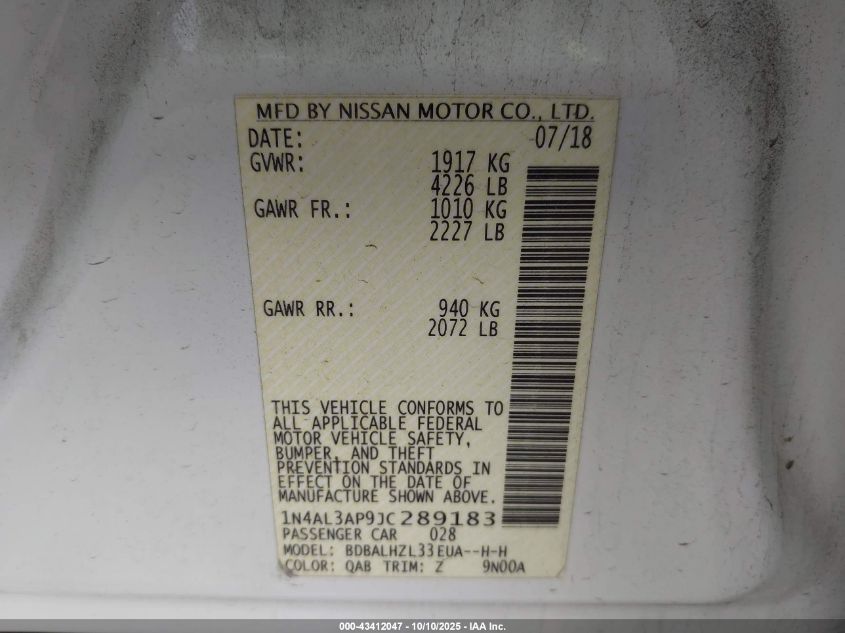 MFD BY NISSAN MOTOR CO., LTD.
DATE: 07/18
GVWR: 1917 KG
4226 LB
GAWR FR.: 1010 KG
2227 LB
GAWR RR.: 940 KG
2072 LB
THIS VEHICLE CONFORMS TO
ALL APPLICABLE FEDERAL
MOTOR VEHICLE SAFETY,
BUMPER, AND THEFT
PREVENTION STANDARDS IN
EFFECT ON THE DATE OF
MANUFACTURE SHOWN ABOVE.
1N4AL3AP9JC289183
PASSENGER CAR 028
MODEL: BDBALHZL33EUA--H-H
COLOR: QAB TRIM: Z 9N00A
000-43412047 - 10/10/2025 - IAA Inc.